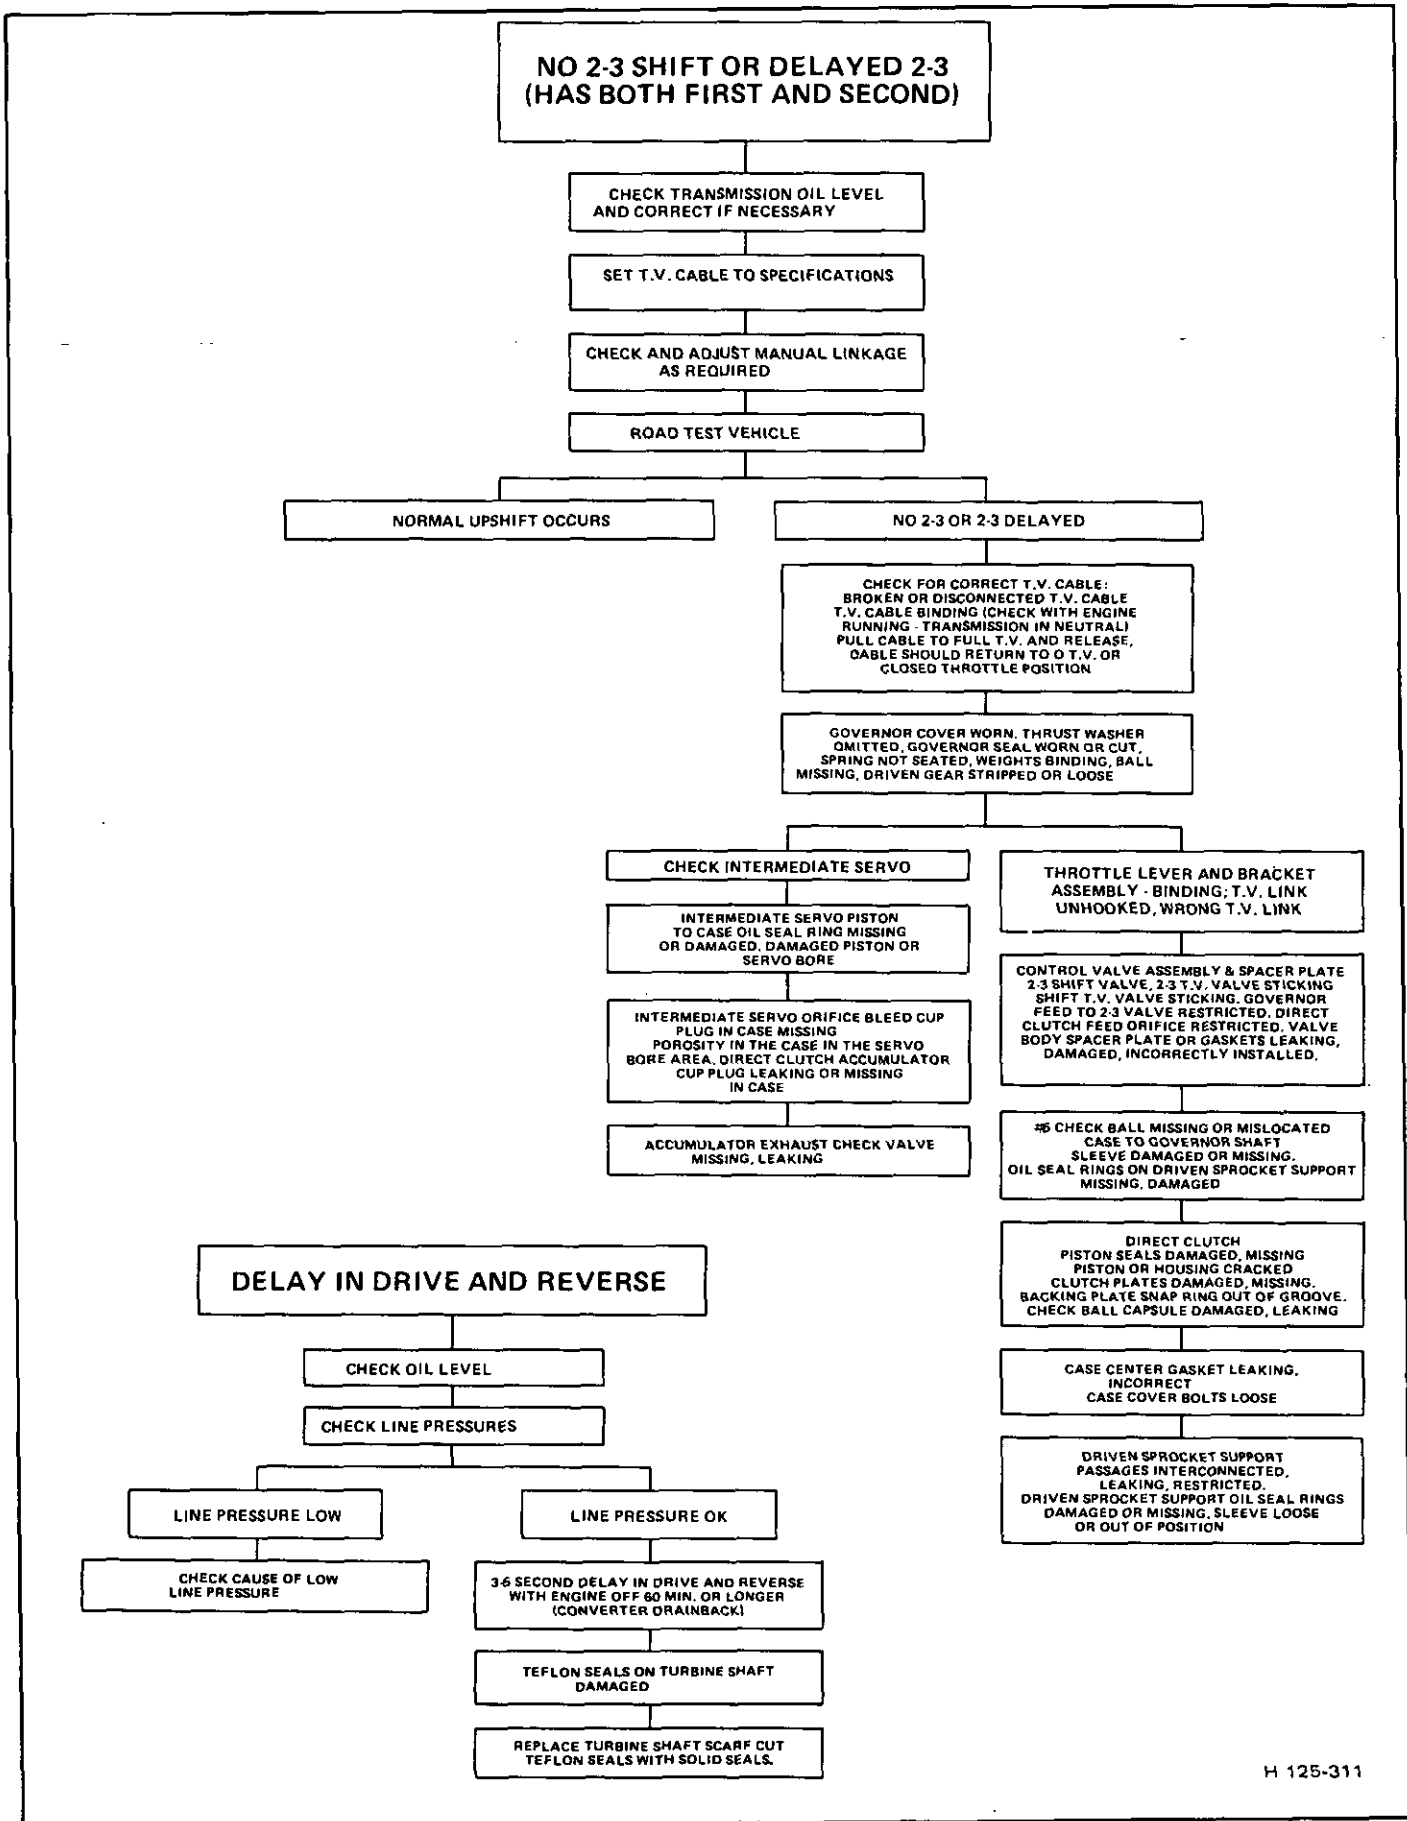 NO 2-3 SHIFT OR DELAYED 2-3
(HAS BOTH FIRST AND SECOND)
CHECK TRANSMISSION OIL LEVEL
AND CORRECT IF NECESSARY
SET T.V. CABLE TO SPECIFICATIONS
CHECK AND ADJUST MANUAL LINKAGE
AS REQUIRED
ROAD TEST VEHICLE
NORMAL UPSHIFT OCCURS
NO 2-3 OR 2-3 DELAYED
CHECK FOR CORRECT T.V. CABLE:
BROKEN OR DISCONNECTED T.V. CABLE
T.V. CABLE BINDING (CHECK WITH ENGINE
RUNNING - TRANSMISSION IN NEUTRAL)
PULL CABLE TO FULL T.V. AND RELEASE,
CABLE SHOULD RETURN TO O T.V. OR
CLOSED THROTTLE POSITION
GOVERNOR COVER WORN. THRUST WASHER
OMITTED, GOVERNOR SEAL WORN OR CUT,
SPRING NOT SEATED, WEIGHTS BINDING, BALL
MISSING, DRIVEN GEAR STRIPPED OR LOOSE
CHECK INTERMEDIATE SERVO
INTERMEDIATE SERVO PISTON
TO CASE OIL SEAL RING MISSING
OR DAMAGED. DAMAGED PISTON OR
SERVO BORE
INTERMEDIATE SERVO ORIFICE BLEED CUP
PLUG IN CASE MISSING
POROSITY IN THE CASE IN THE SERVO
BORE AREA. DIRECT CLUTCH ACCUMULATOR
CUP PLUG LEAKING OR MISSING
IN CASE
ACCUMULATOR EXHAUST CHECK VALVE
MISSING, LEAKING
THROTTLE LEVER AND BRACKET
ASSEMBLY - BINDING; T.V. LINK
UNHOOKED, WRONG T.V. LINK
CONTROL VALVE ASSEMBLY & SPACER PLATE
2-3 SHIFT VALVE, 2-3 T.V. VALVE STICKING
SHIFT T.V. VALVE STICKING. GOVERNOR
FEED TO 2-3 VALVE RESTRICTED. DIRECT
CLUTCH FEED ORIFICE RESTRICTED. VALVE
BODY SPACER PLATE OR GASKETS LEAKING,
DAMAGED, INCORRECTLY INSTALLED.
CHECK BALL MISSING OR MISLOCATED
CASE TO GOVERNOR SHAFT
SLEEVE DAMAGED OR MISSING.
OIL SEAL RINGS ON DRIVEN SPROCKET SUPPORT
MISSING, DAMAGED
DIRECT CLUTCH
PISTON SEALS DAMAGED, MISSING
PISTON OR HOUSING CRACKED
CLUTCH PLATES DAMAGED, MISSING.
BACKING PLATE SNAP RING OUT OF GROOVE.
CHECK BALL CAPSULE DAMAGED, LEAKING
CASE CENTER GASKET LEAKING,
INCORRECT
CASE COVER BOLTS LOOSE
DRIVEN SPROCKET SUPPORT
PASSAGES INTERCONNECTED,
LEAKING, RESTRICTED.
DRIVEN SPROCKET SUPPORT OIL SEAL RINGS
DAMAGED OR MISSING. SLEEVE LOOSE
OR OUT OF POSITION
DELAY IN DRIVE AND REVERSE
CHECK OIL LEVEL
CHECK LINE PRESSURES
LINE PRESSURE LOW
CHECK CAUSE OF LOW
LINE PRESSURE
LINE PRESSURE OK
3-6 SECOND DELAY IN DRIVE AND REVERSE
WITH ENGINE OFF 60 MIN. OR LONGER
(CONVERTER DRAINBACK)
TEFLON SEALS ON TURBINE SHAFT
DAMAGED
REPLACE TURBINE SHAFT SCARF CUT
TEFLON SEALS WITH SOLID SEALS.
H 125-311